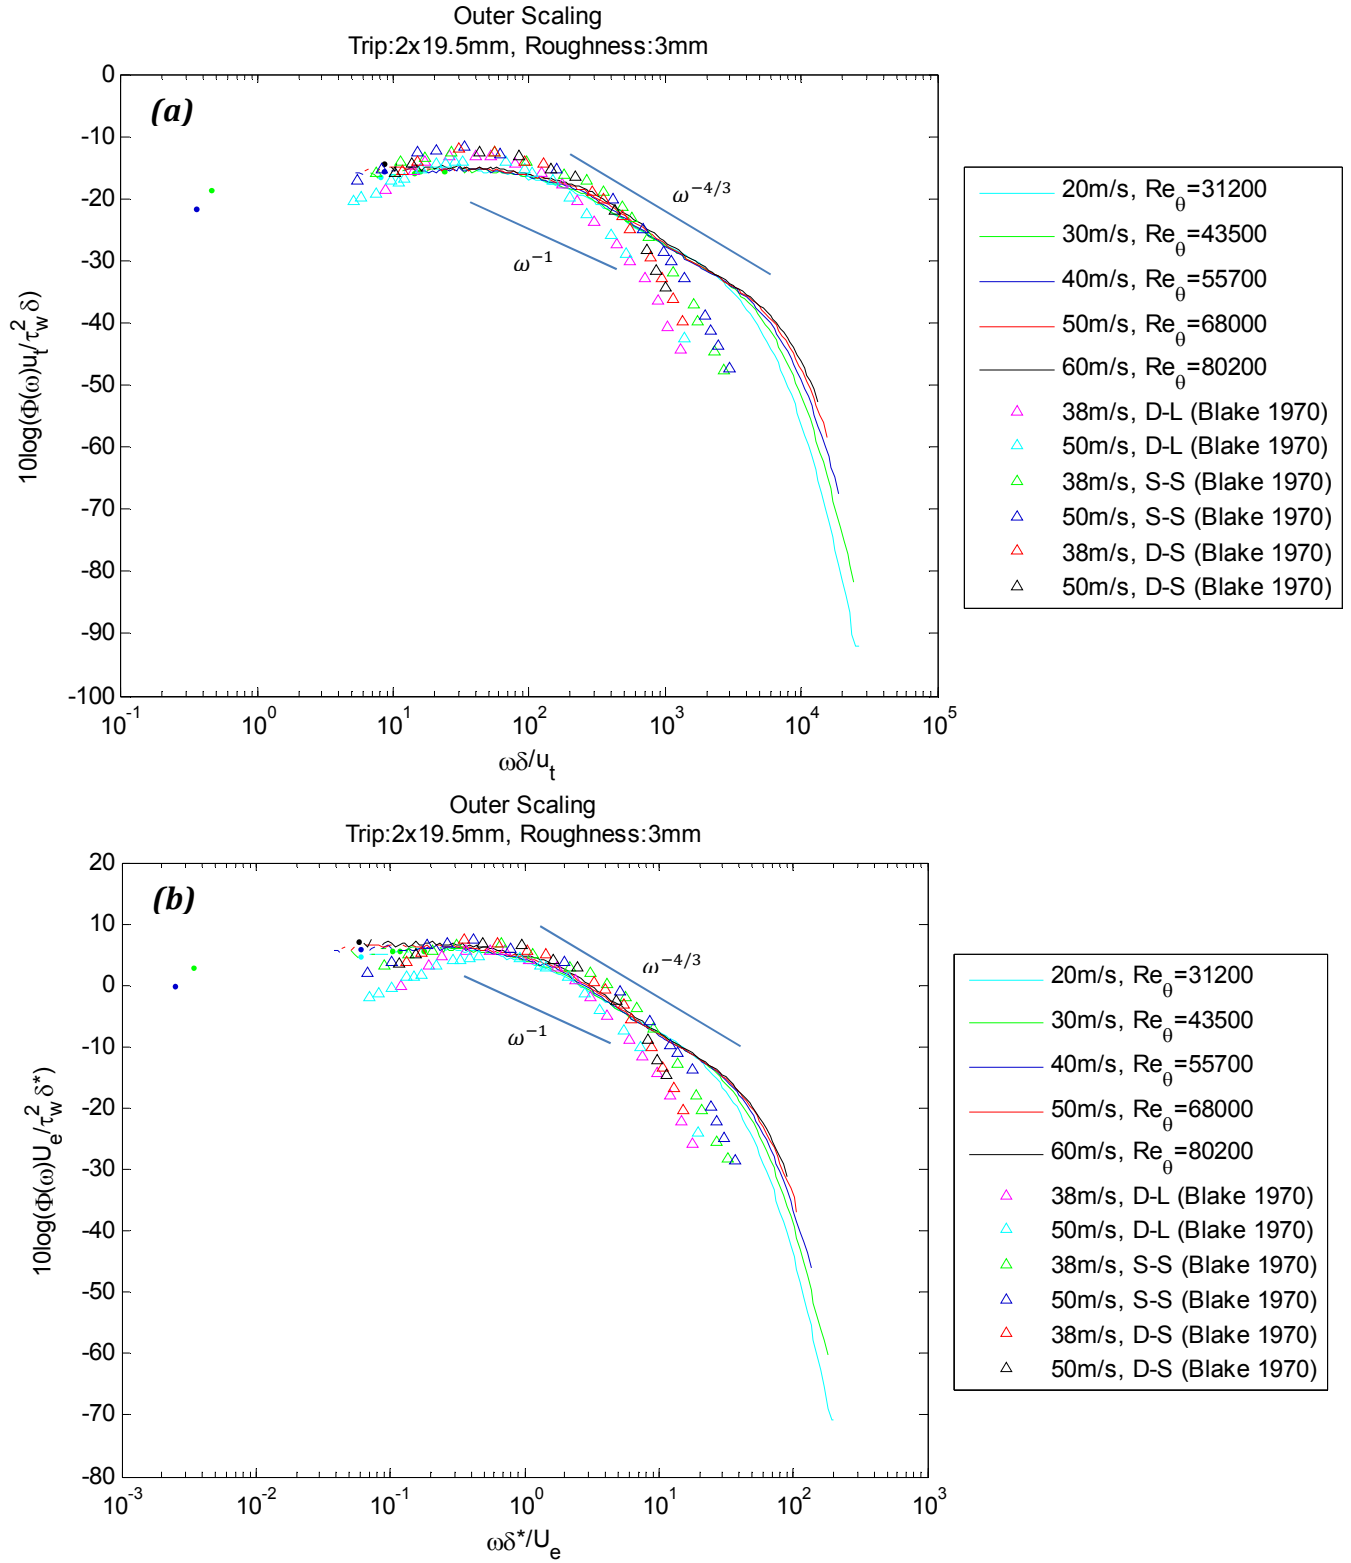 Outer Scaling
Trip:2x19.5mm, Roughness:3mm
(a)
0
-10
-20
-30
-40
-50
-60
-70
-80
-90
-100
10^-1
10^0
10^1
10^2
10^3
10^4
10^5
ω^−4/3
ω^−1
10log(Φ(ω)u_t/τ_w^2 δ)
ωδ/u_t
20m/s, Re_θ=31200
30m/s, Re_θ=43500
40m/s, Re_θ=55700
50m/s, Re_θ=68000
60m/s, Re_θ=80200
38m/s, D-L (Blake 1970)
50m/s, D-L (Blake 1970)
38m/s, S-S (Blake 1970)
50m/s, S-S (Blake 1970)
38m/s, D-S (Blake 1970)
50m/s, D-S (Blake 1970)
Outer Scaling
Trip:2x19.5mm, Roughness:3mm
(b)
20
10
0
-10
-20
-30
-40
-50
-60
-70
-80
10^-3
10^-2
10^-1
10^0
10^1
10^2
10^3
ω^−4/3
ω^−1
10log(Φ(ω)U_e/τ_w^2 δ*)
ωδ*/U_e
20m/s, Re_θ=31200
30m/s, Re_θ=43500
40m/s, Re_θ=55700
50m/s, Re_θ=68000
60m/s, Re_θ=80200
38m/s, D-L (Blake 1970)
50m/s, D-L (Blake 1970)
38m/s, S-S (Blake 1970)
50m/s, S-S (Blake 1970)
38m/s, D-S (Blake 1970)
50m/s, D-S (Blake 1970)